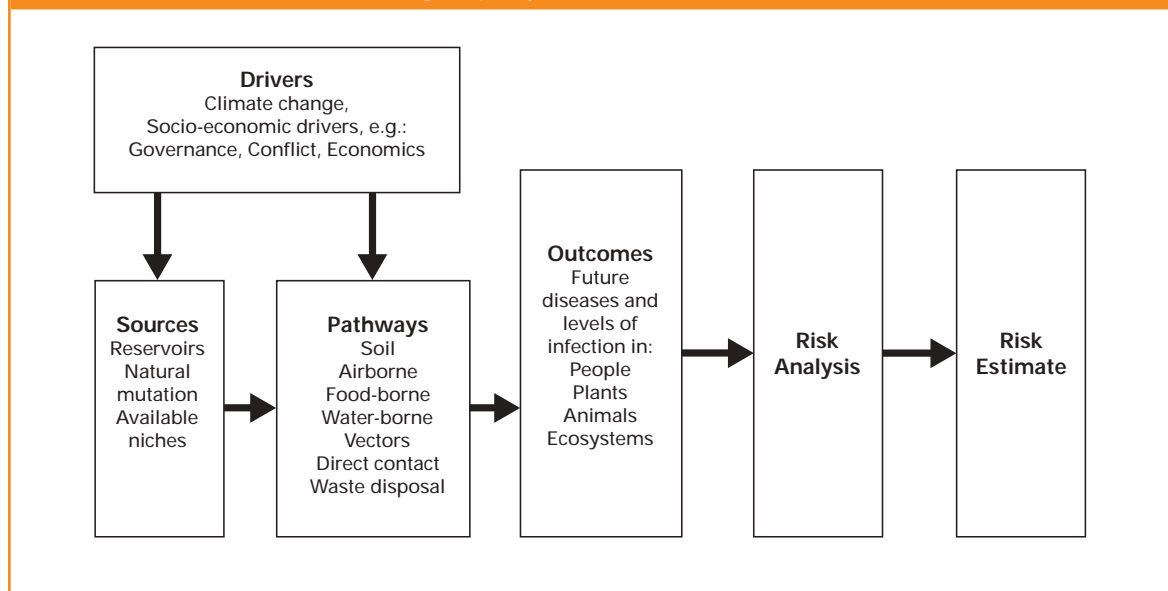 Drivers
Climate change,
Socio-economic drivers, e.g.:
Governance, Conflict, Economics
Sources
Reservoirs
Natural
mutation
Available
niches
Pathways
Soil
Airborne
Food-borne
Water-borne
Vectors
Direct contact
Waste disposal
Outcomes
Future
diseases and
levels of
infection in:
People
Plants
Animals
Ecosystems
Risk
Analysis
Risk
Estimate